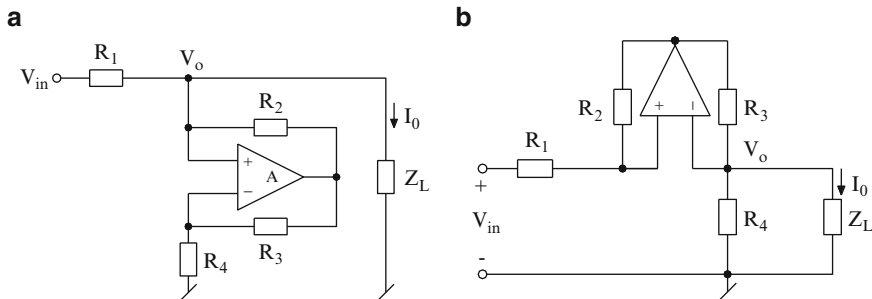 a
R1
Vin
Vo
R2
I0
+
A
−
ZL
R3
R4
b
R2
+
−
R3
R1
Vo
I0
+
Vin
R4
ZL
-